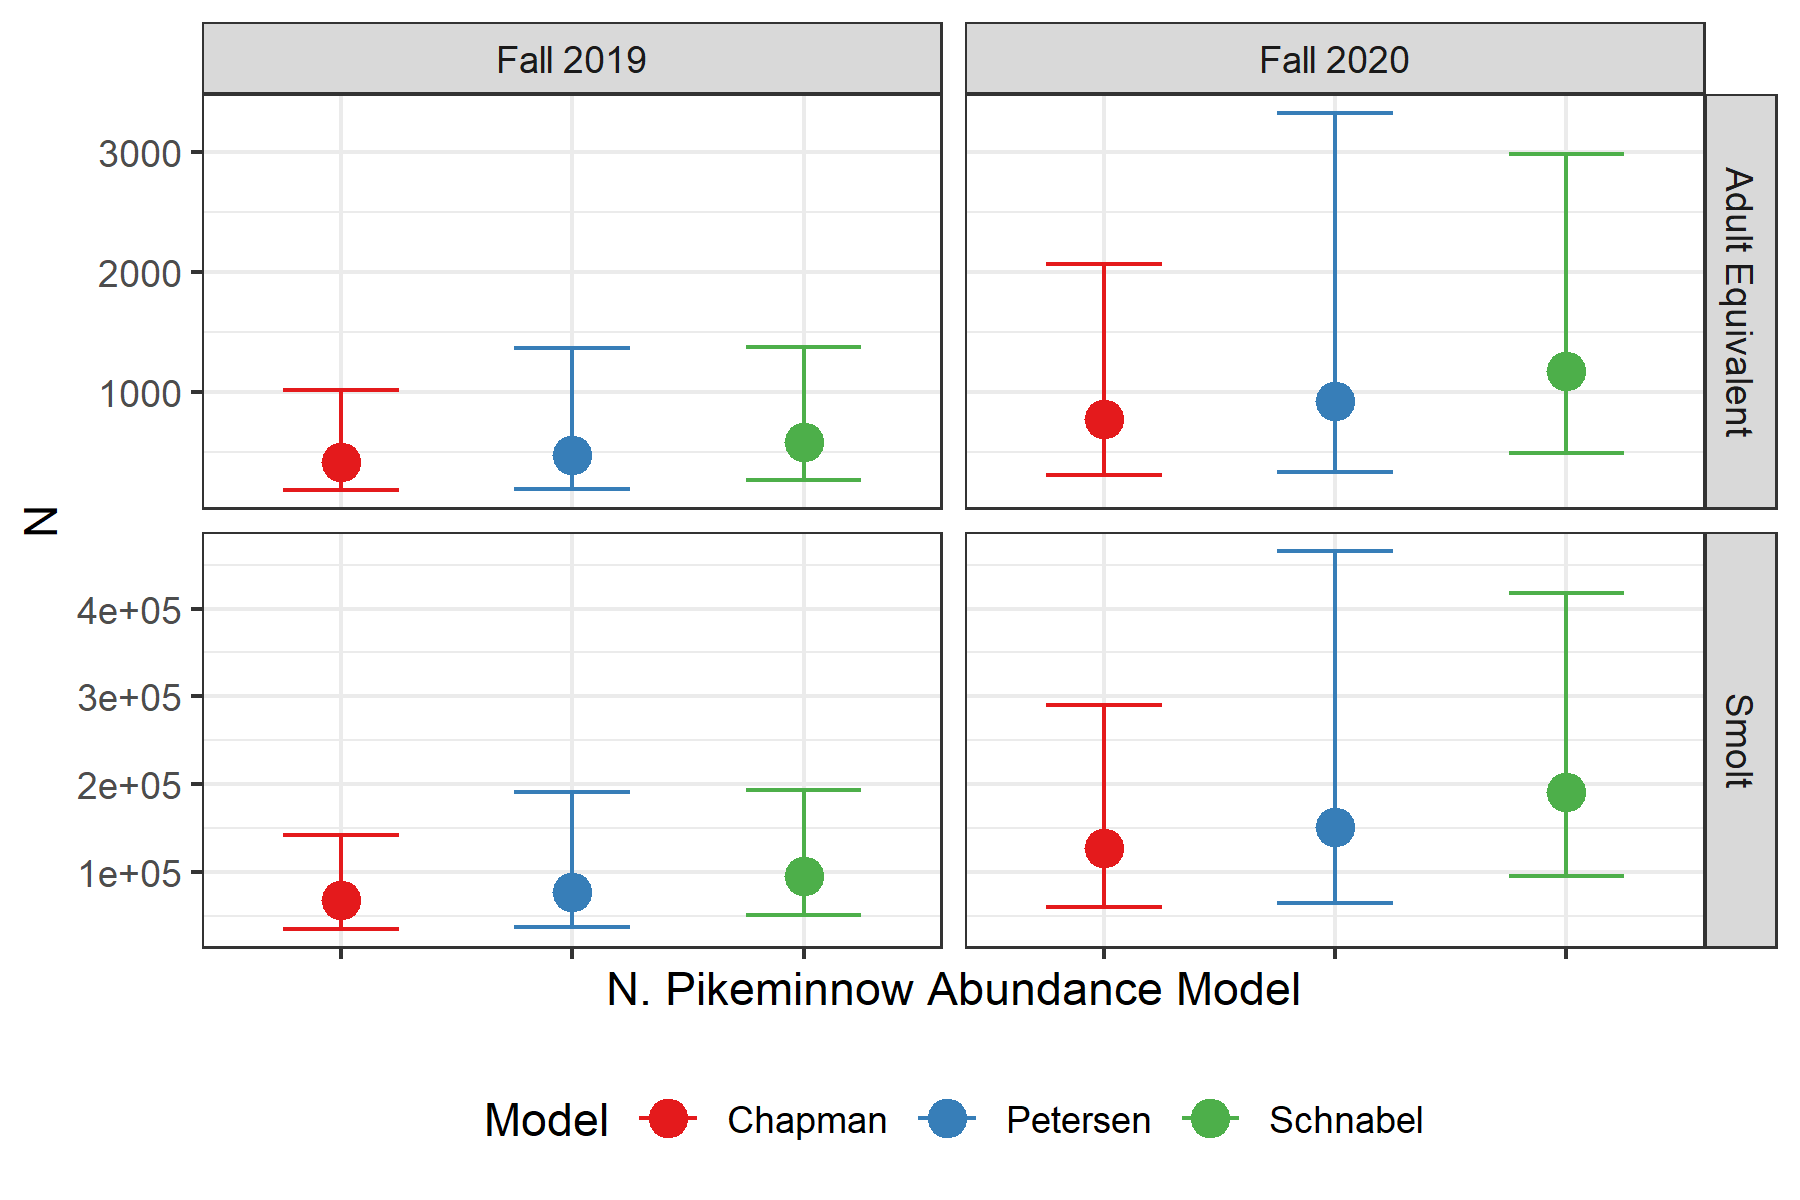 Fall 2019
Fall 2020
3000
2000
1000
Adult Equivalent
N
4e+05
3e+05
2e+05
1e+05
Smolt
N. Pikeminnow Abundance Model
Model Chapman Petersen Schnabel